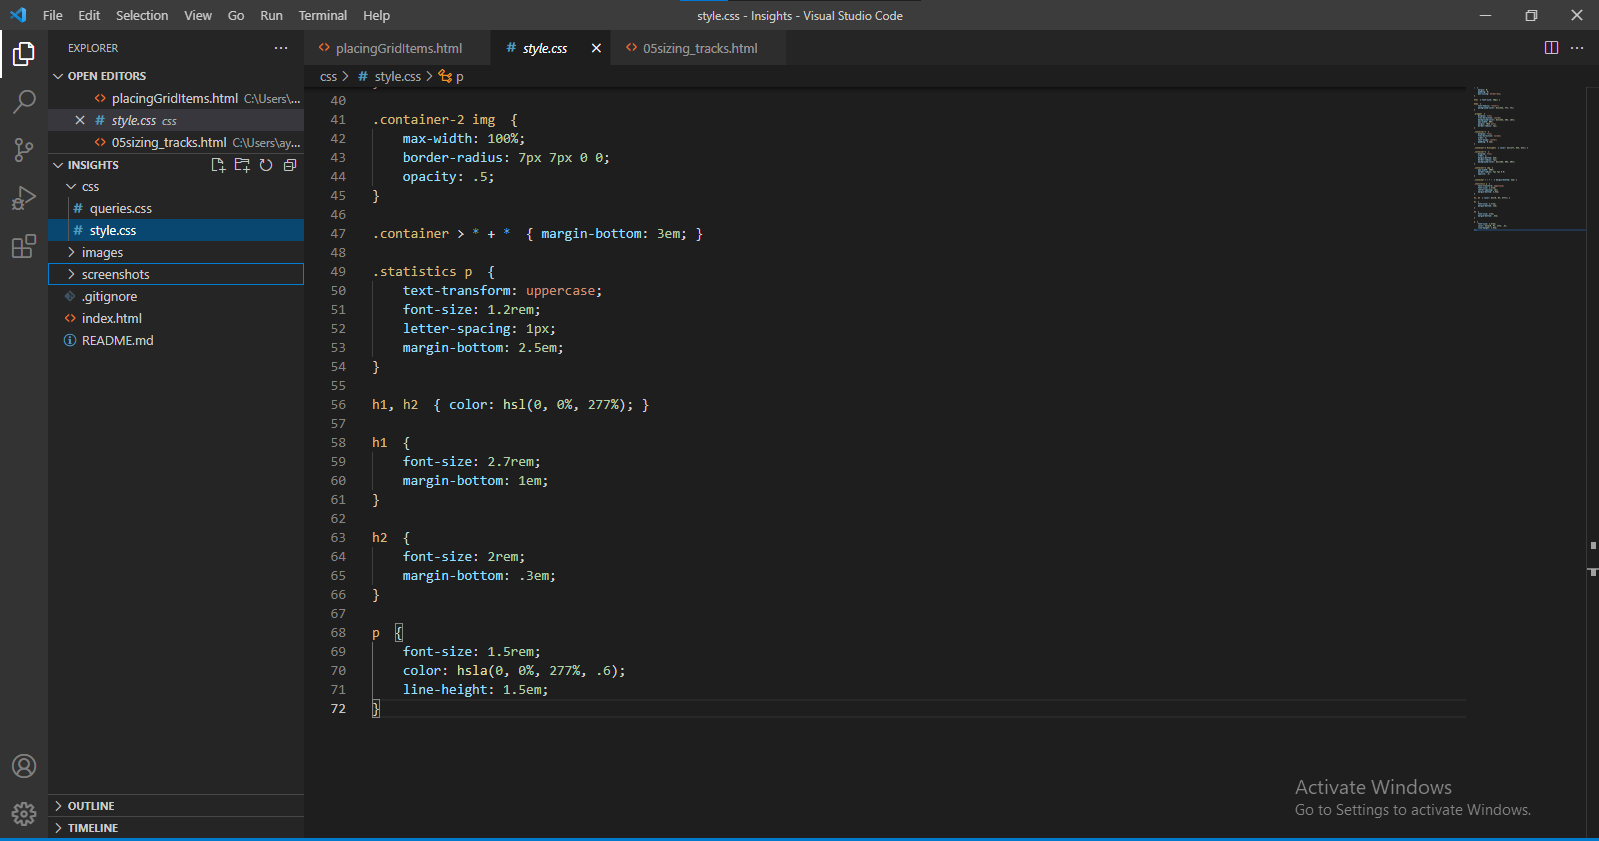 File Edit Selection View Go Run Terminal Help
style.css - Insights - Visual Studio Code
EXPLORER
OPEN EDITORS
placingGridItems.html C:\Users\...
style.css css
05sizing_tracks.html C:\Users\ay...
INSIGHTS
css
# queries.css
# style.css
images
screenshots
.gitignore
index.html
README.md
OUTLINE
TIMELINE
placingGridItems.html # style.css 05sizing_tracks.html
css > # style.css > p
40
41 .container-2 img {
42 max-width: 100%;
43 border-radius: 7px 7px 0 0;
44 opacity: .5;
45 }
46
47 .container > * + * { margin-bottom: 3em; }
48
49 .statistics p {
50 text-transform: uppercase;
51 font-size: 1.2rem;
52 letter-spacing: 1px;
53 margin-bottom: 2.5em;
54 }
55
56 h1, h2 { color: hsl(0, 0%, 277%); }
57
58 h1 {
59 font-size: 2.7rem;
60 margin-bottom: 1em;
61 }
62
63 h2 {
64 font-size: 2rem;
65 margin-bottom: .3em;
66 }
67
68 p {
69 font-size: 1.5rem;
70 color: hsla(0, 0%, 277%, .6);
71 line-height: 1.5em;
72 }
Activate Windows
Go to Settings to activate Windows.